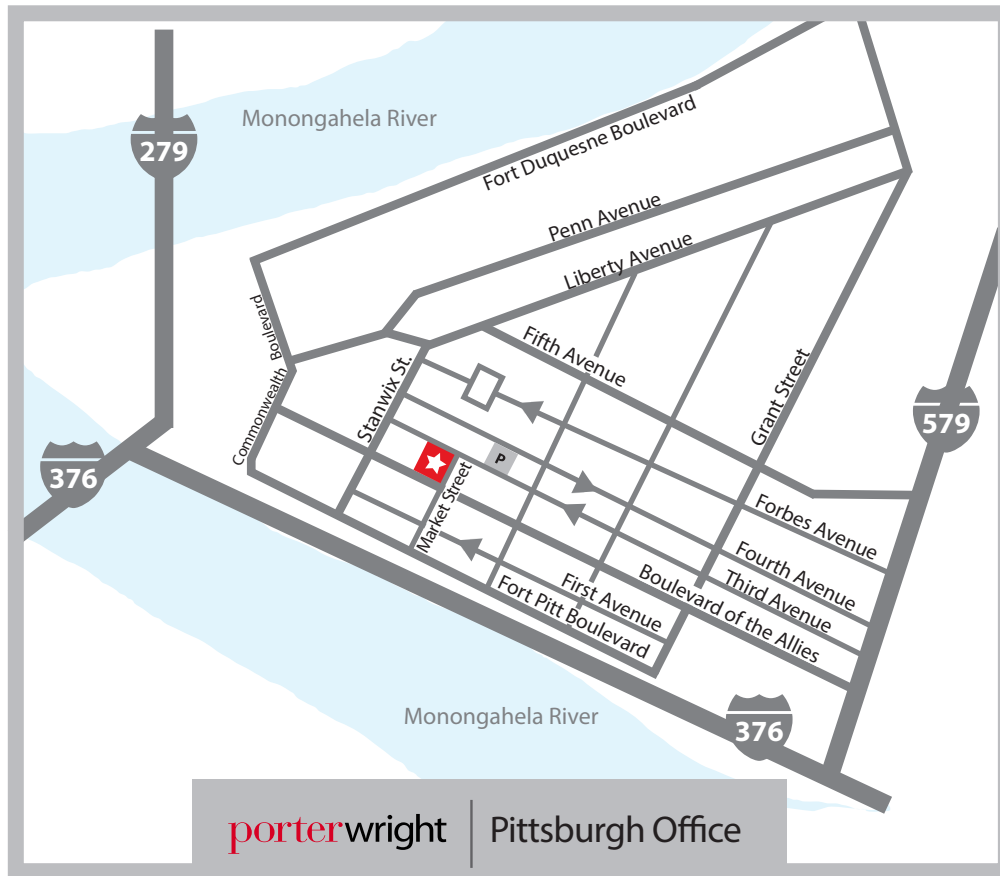 Monongahela River
279
Fort Duquesne Boulevard
Penn Avenue
Liberty Avenue
Commonwealth Boulevard
Fifth Avenue
Stanwix St.
Grant Street
579
376
P
Market Street
Forbes Avenue
Fourth Avenue
Third Avenue
Boulevard of the Allies
First Avenue
Fort Pitt Boulevard
Monongahela River
376
porterwright | Pittsburgh Office